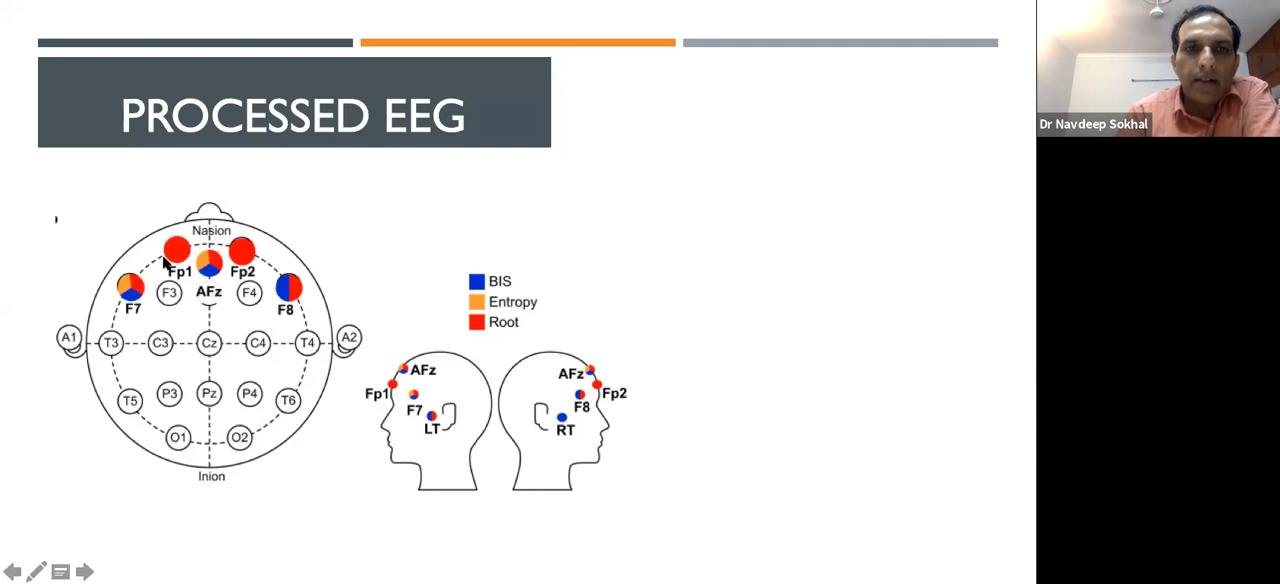 PROCESSED EEG
Dr Navdeep Sokhal
Nasion
Fp1
Fp2
AFz
F7
F3
F4
F8
A1
T3
C3
Cz
C4
T4
A2
T5
P3
Pz
P4
T6
O1
O2
Inion
BIS
Entropy
Root
AFz
Fp1
F7
LT
AFz
Fp2
F8
RT